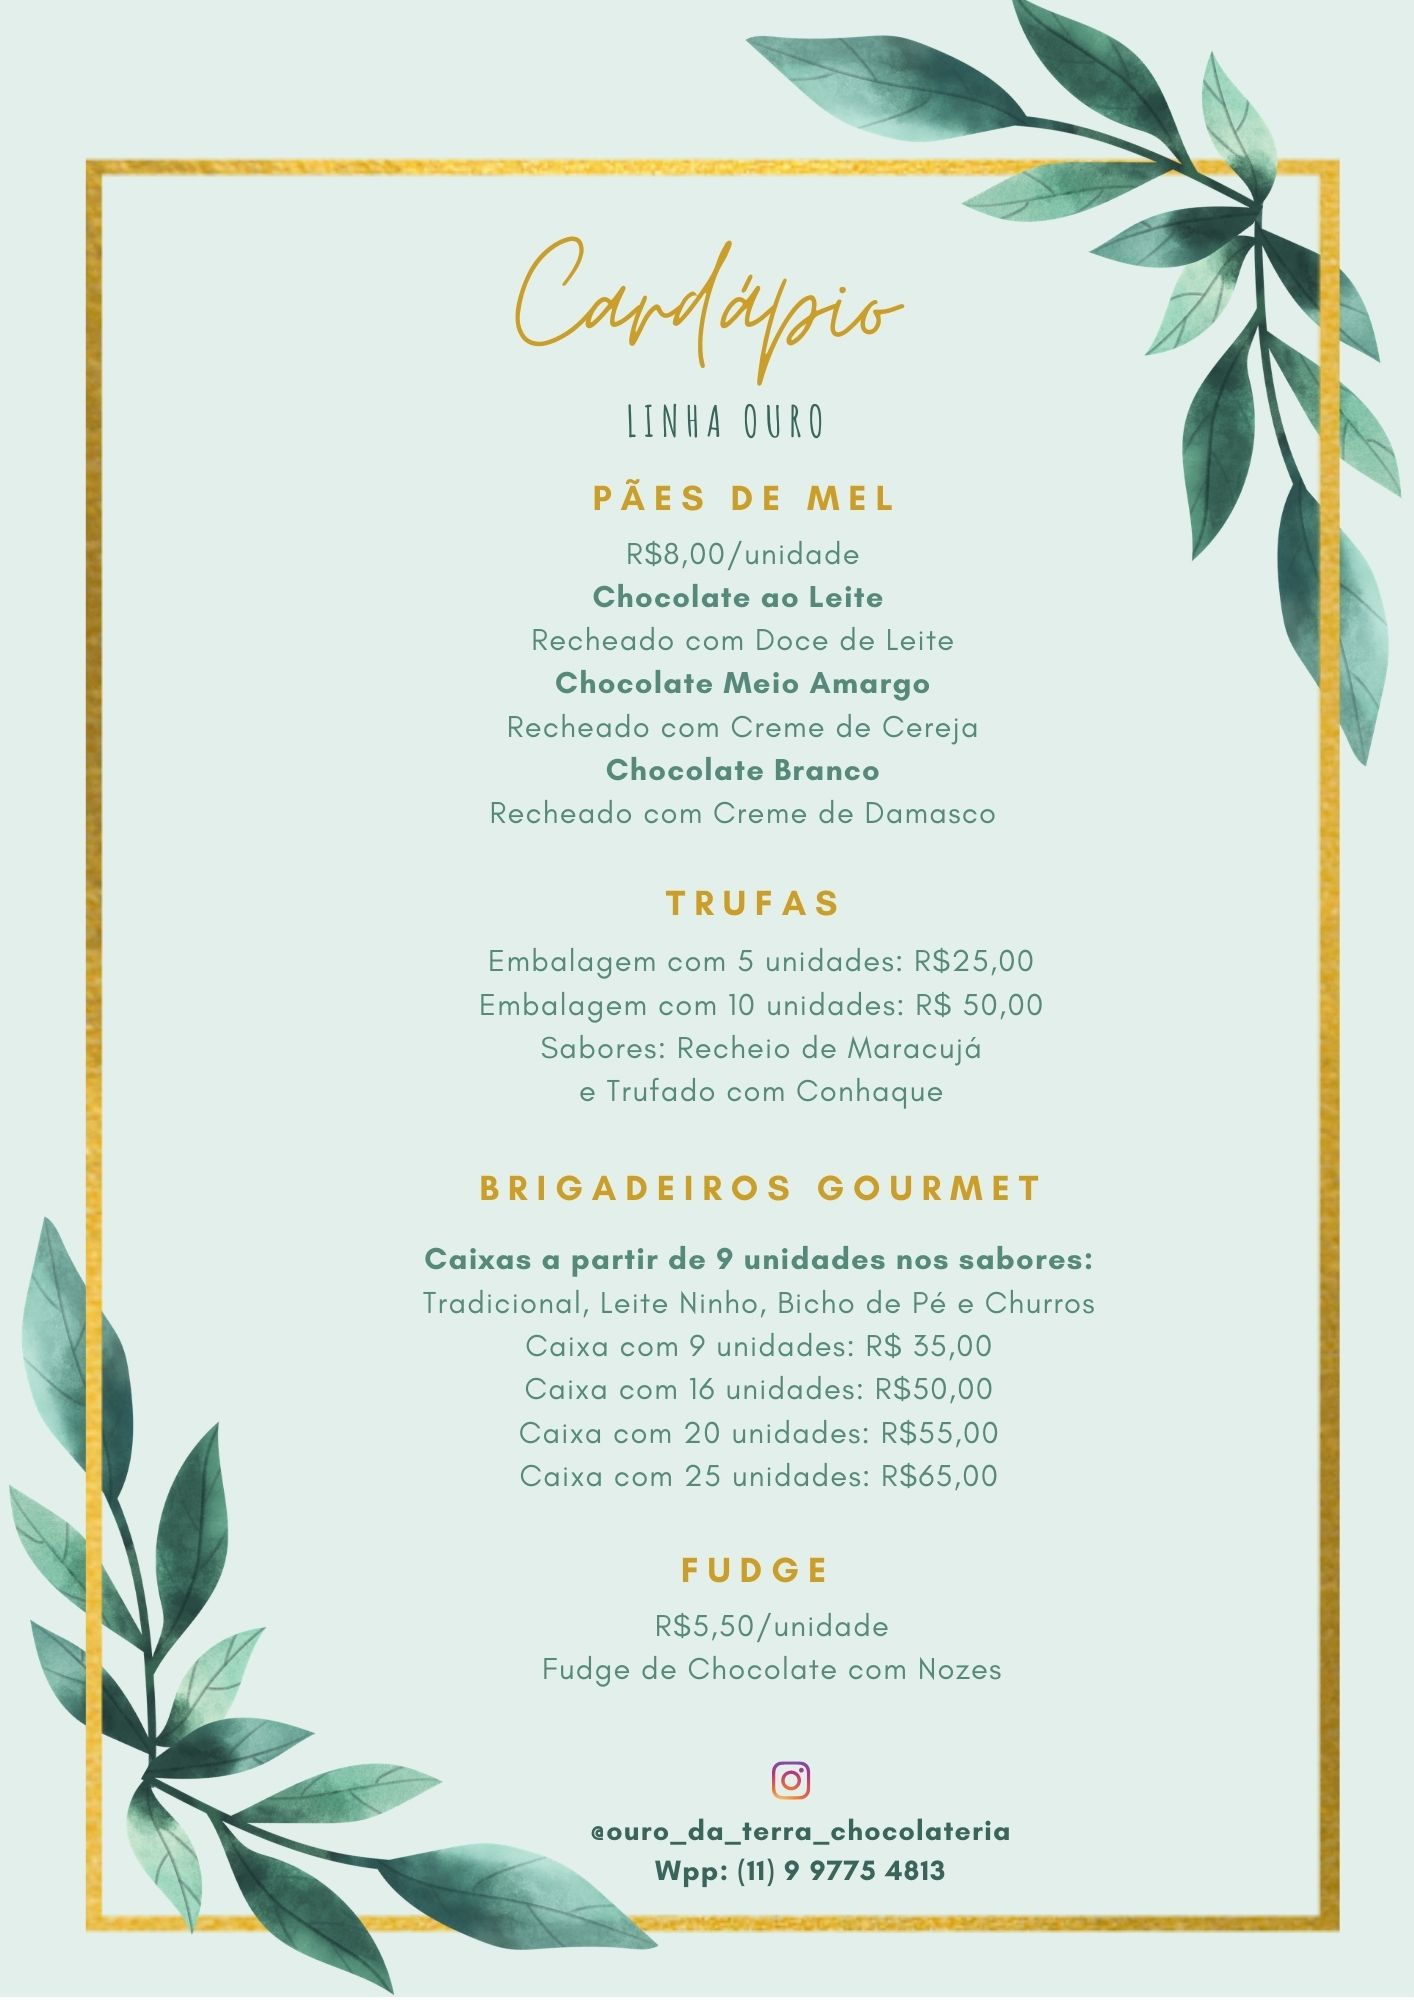 Cardápio
LINHA OURO
PÃES DE MEL
R$8,00/unidade
Chocolate ao Leite
Recheado com Doce de Leite
Chocolate Meio Amargo
Recheado com Creme de Cereja
Chocolate Branco
Recheado com Creme de Damasco
TRUFAS
Embalagem com 5 unidades: R$25,00
Embalagem com 10 unidades: R$ 50,00
Sabores: Recheio de Maracujá
e Trufado com Conhaque
BRIGADEIROS GOURMET
Caixas a partir de 9 unidades nos sabores:
Tradicional, Leite Ninho, Bicho de Pé e Churros
Caixa com 9 unidades: R$ 35,00
Caixa com 16 unidades: R$50,00
Caixa com 20 unidades: R$55,00
Caixa com 25 unidades: R$65,00
FUDGE
R$5,50/unidade
Fudge de Chocolate com Nozes
@ouro_da_terra_chocolateria
Wpp: (11) 9 9775 4813